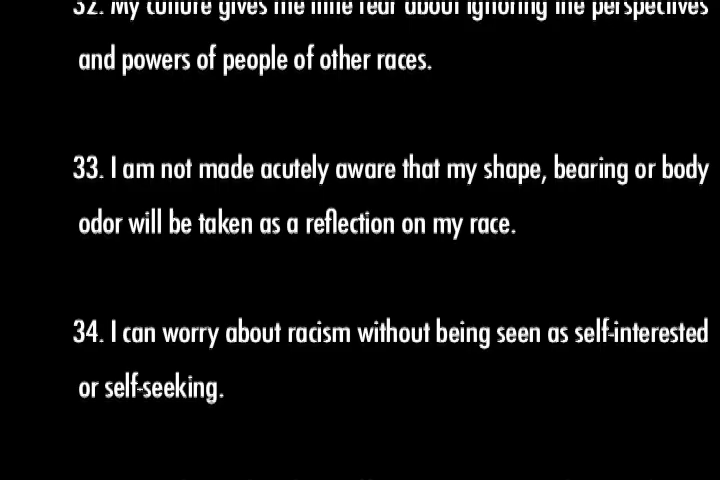 32. My culture gives me little fear about ignoring the perspectives
and powers of people of other races.
33. I am not made acutely aware that my shape, bearing or body
odor will be taken as a reflection on my race.
34. I can worry about racism without being seen as self-interested
or self-seeking.